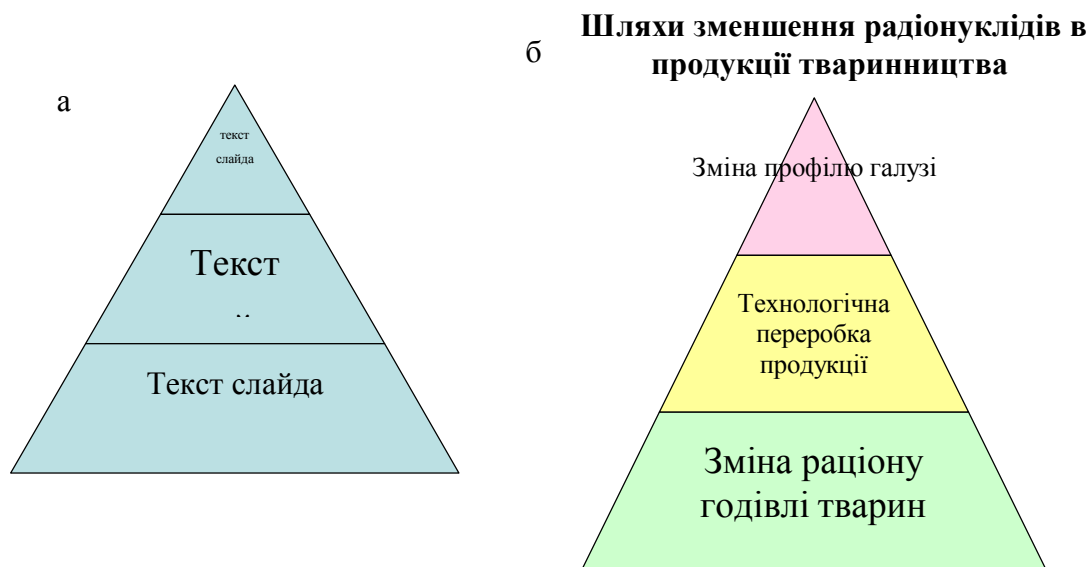 а
текст
слайда
Текст
..
Текст слайда
б
Шляхи зменшення радіонуклідів в
продукції тваринництва
Зміна профілю галузі
Технологічна
переробка
продукції
Зміна раціону
годівлі тварин